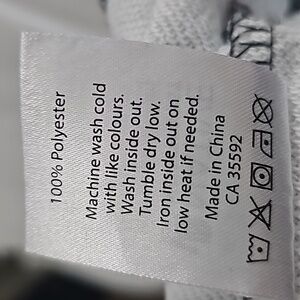 100% Polyester
Machine wash cold
with like colours.
Wash inside out.
Tumble dry low.
Iron inside out on
low heat if needed.
Made in China
CA 35592